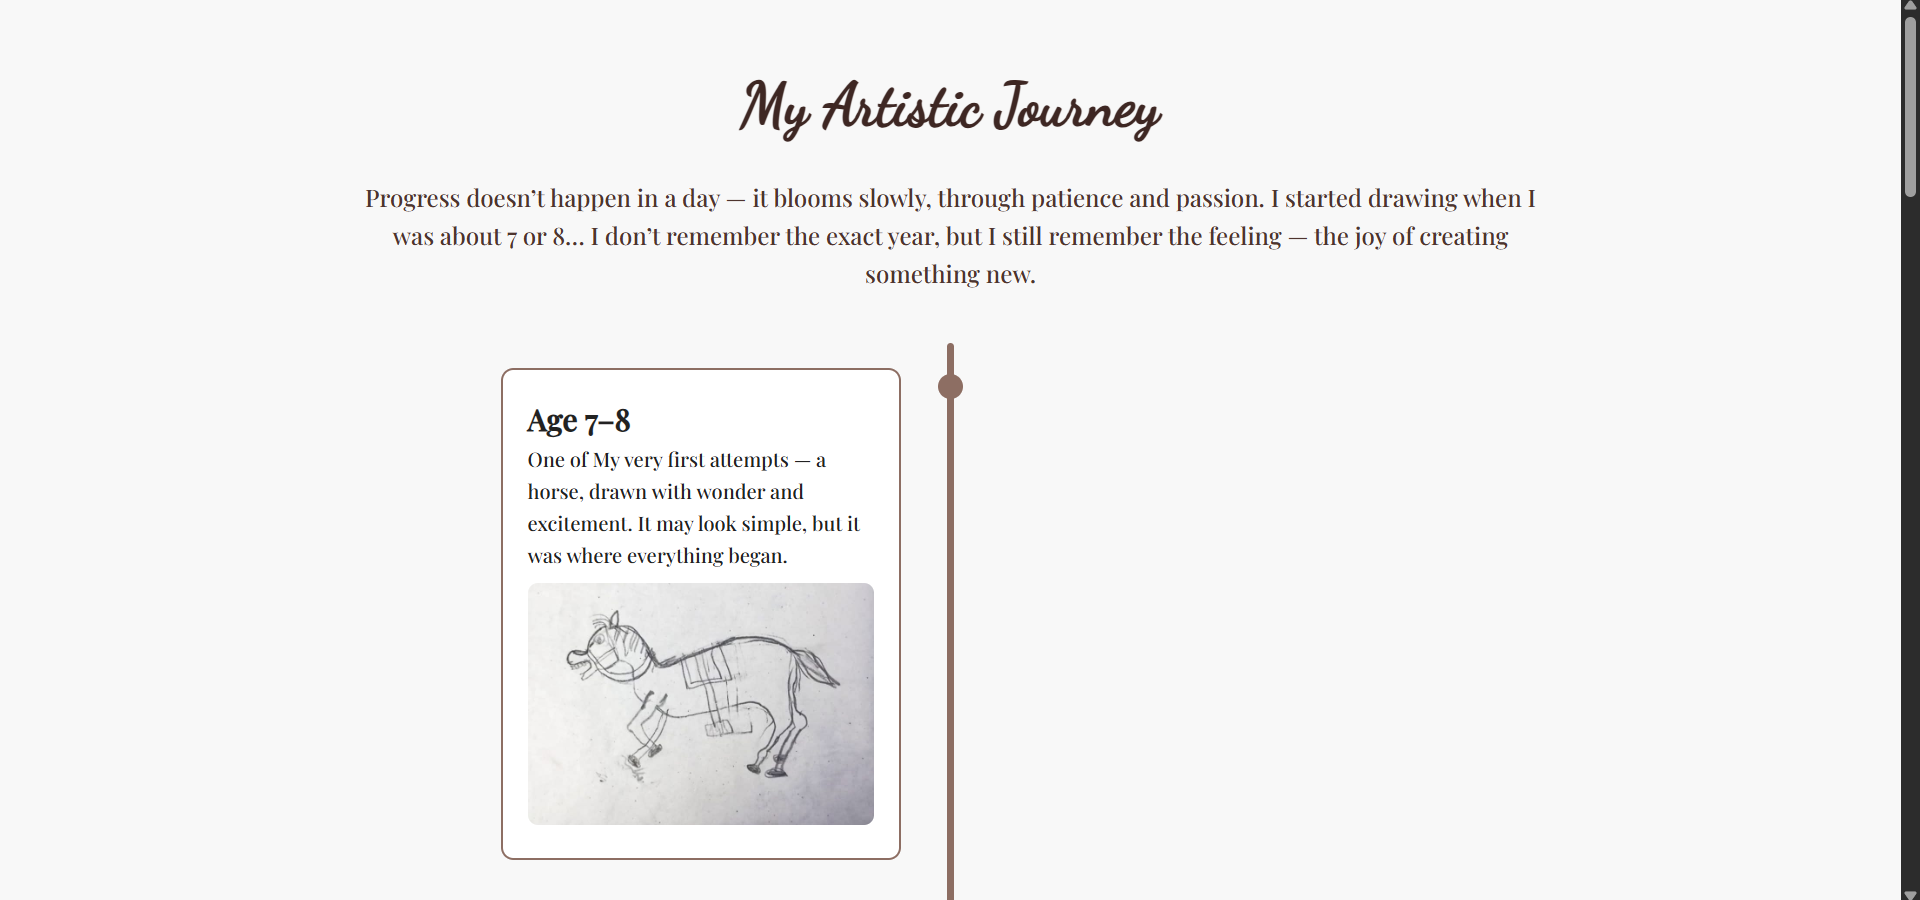 My Artistic Journey
Progress doesn’t happen in a day — it blooms slowly, through patience and passion. I started drawing when I
was about 7 or 8... I don’t remember the exact year, but I still remember the feeling — the joy of creating
something new.
Age 7–8
One of My very first attempts — a
horse, drawn with wonder and
excitement. It may look simple, but it
was where everything began.